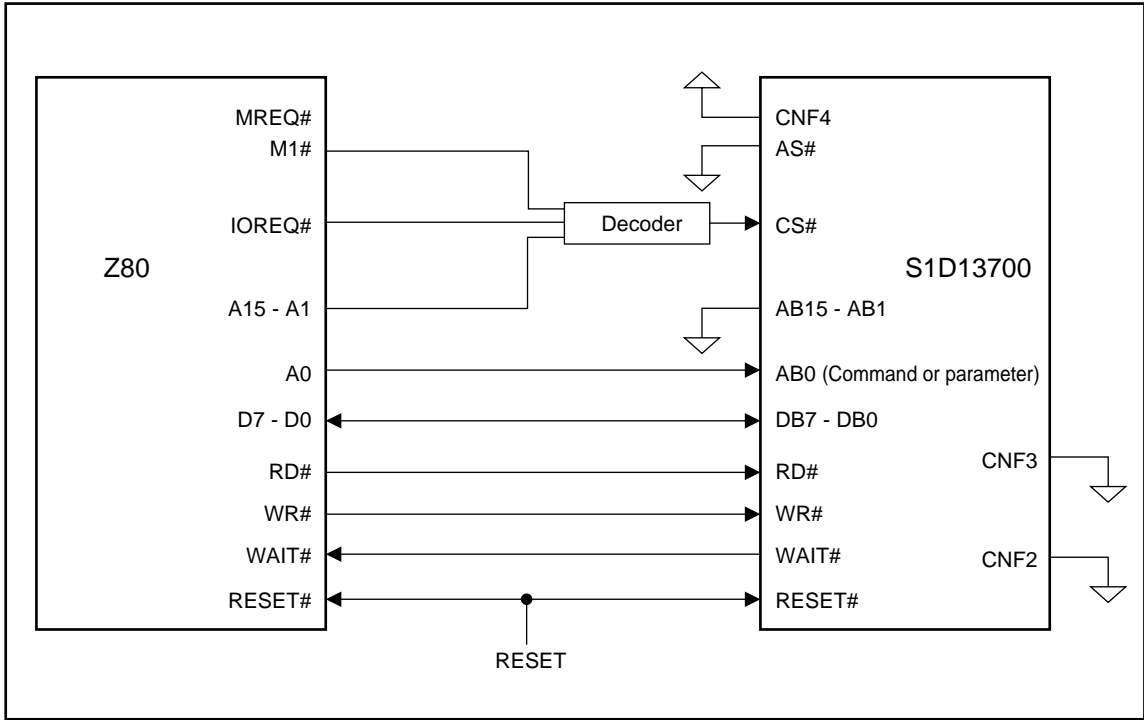 MREQ#
M1#
IOREQ#
Z80
A15 - A1
A0
D7 - D0
RD#
WR#
WAIT#
RESET#
Decoder
RESET
CNF4
AS#
CS#
S1D13700
AB15 - AB1
AB0 (Command or parameter)
DB7 - DB0
CNF3
RD#
WR#
CNF2
WAIT#
RESET#